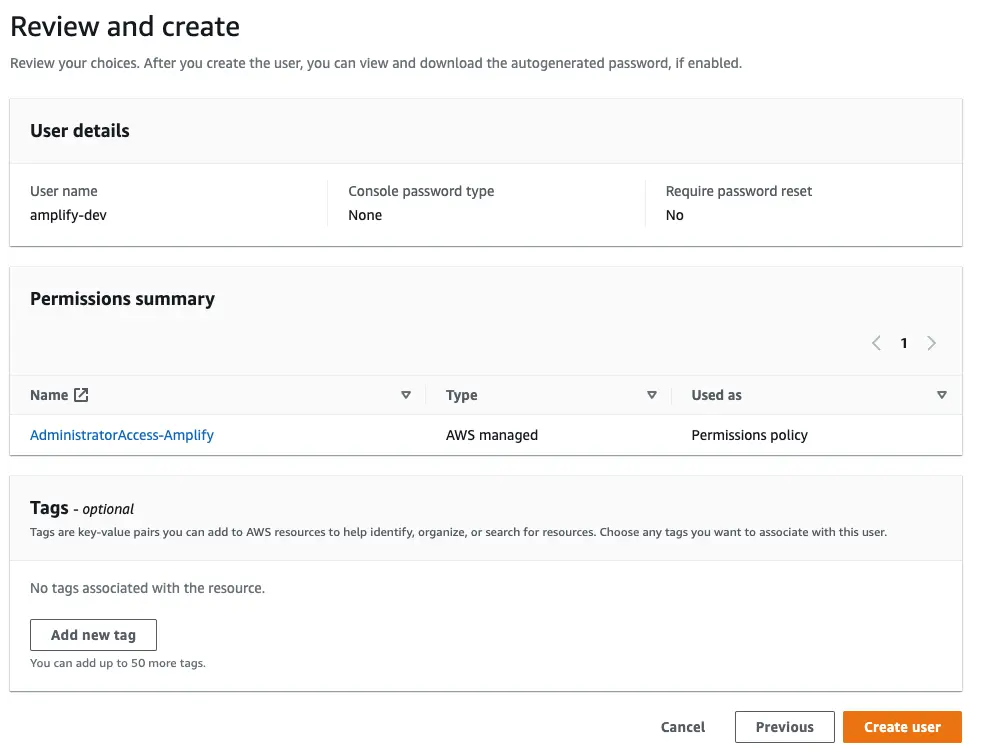 Review and create
Review your choices. After you create the user, you can view and download the autogenerated password, if enabled.
User details
User name
Console password type
Require password reset
amplify-dev
None
No
Permissions summary
1
Name
Type
Used as
AdministratorAccess-Amplify
AWS managed
Permissions policy
Tags - optional
Tags are key-value pairs you can add to AWS resources to help identify, organize, or search for resources. Choose any tags you want to associate with this user.
No tags associated with the resource.
Add new tag
You can add up to 50 more tags.
Cancel
Previous
Create user